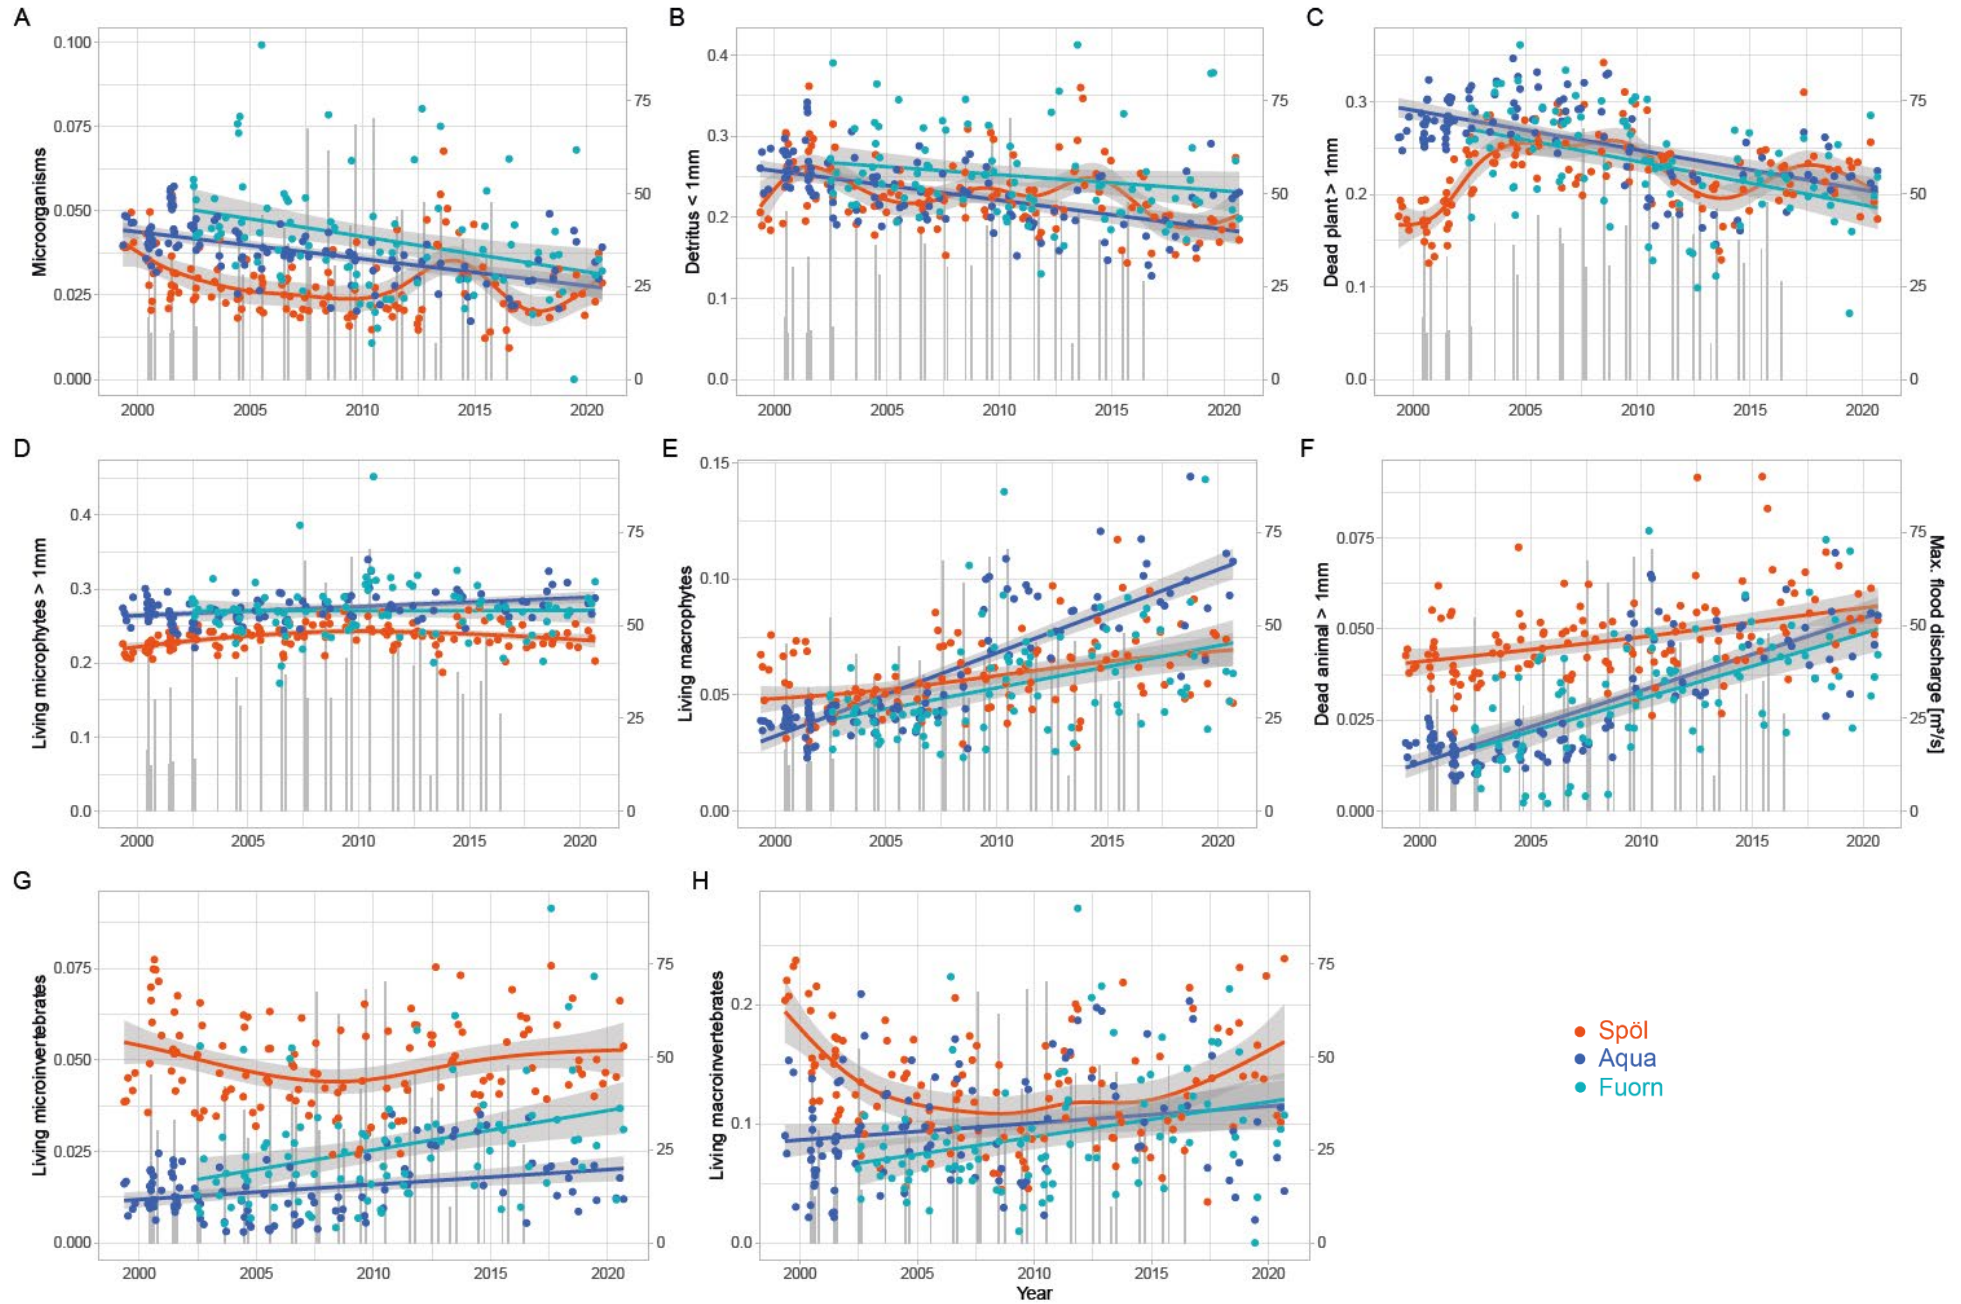 A
B
C
0.100
0.075
0.050
0.025
0.000
Microorganisms
75
50
25
0
2000 2005 2010 2015 2020
0.4
0.3
0.2
0.1
0.0
Detritus < 1mm
75
50
25
0
2000 2005 2010 2015 2020
0.3
0.2
0.1
0.0
Dead plant > 1mm
75
50
25
0
2000 2005 2010 2015 2020
D
E
F
0.4
0.3
0.2
0.1
0.0
Living microphytes > 1mm
75
50
25
0
2000 2005 2010 2015 2020
0.15
0.10
0.05
0.00
Living macrophytes
75
50
25
0
2000 2005 2010 2015 2020
0.075
0.050
0.025
0.000
Dead animal > 1mm
75
50
25
0
Max. flood discharge [m³/s]
2000 2005 2010 2015 2020
G
H
0.075
0.050
0.025
0.000
Living microinvertebrates
75
50
25
0
2000 2005 2010 2015 2020
0.2
0.1
0.0
Living macroinvertebrates
75
50
25
0
2000 2005 2010 2015 2020
Year
Spöl
Aqua
Fuorn